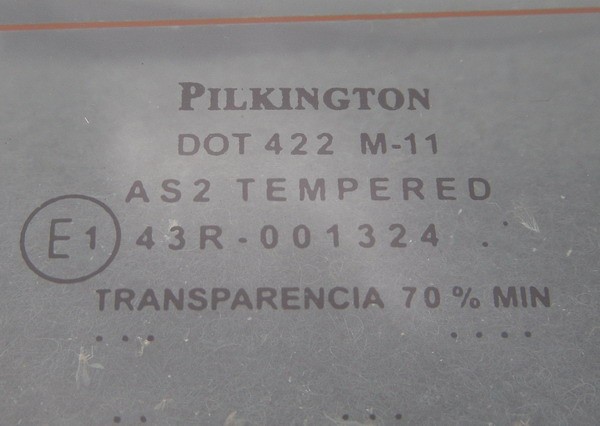 PILKINGTON
DOT 422 M-11
AS2 TEMPERED
E1 43R-001324
TRANSPARENCIA 70% MIN